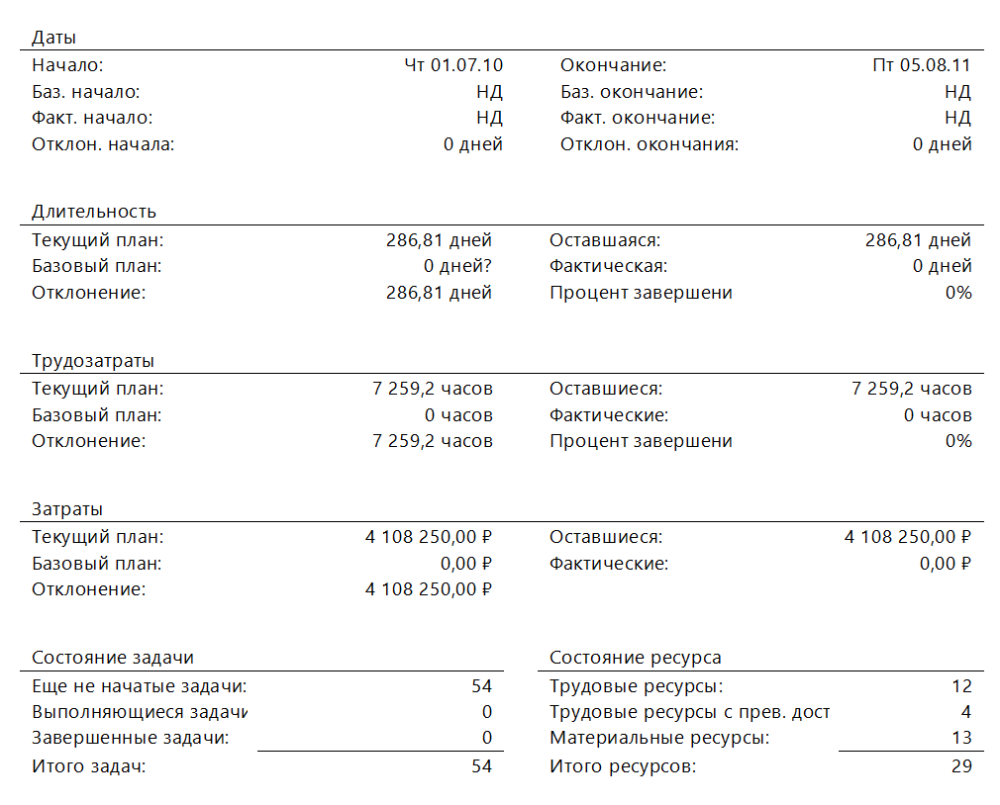 Даты
Начало: Чт 01.07.10 Окончание: Пт 05.08.11
Баз. начало: НД Баз. окончание: НД
Факт. начало: НД Факт. окончание: НД
Отклон. начала: 0 дней Отклон. окончания: 0 дней
Длительность
Текущий план: 286,81 дней Оставшаяся: 286,81 дней
Базовый план: 0 дней? Фактическая: 0 дней
Отклонение: 286,81 дней Процент завершени 0%
Трудозатраты
Текущий план: 7 259,2 часов Оставшиеся: 7 259,2 часов
Базовый план: 0 часов Фактические: 0 часов
Отклонение: 7 259,2 часов Процент завершени 0%
Затраты
Текущий план: 4 108 250,00 ₽ Оставшиеся: 4 108 250,00 ₽
Базовый план: 0,00 ₽ Фактические: 0,00 ₽
Отклонение: 4 108 250,00 ₽
Состояние задачи Состояние ресурса
Еще не начатые задачи: 54 Трудовые ресурсы: 12
Выполняющиеся задачи 0 Трудовые ресурсы с прев. дост 4
Завершенные задачи: 0 Материальные ресурсы: 13
Итого задач: 54 Итого ресурсов: 29